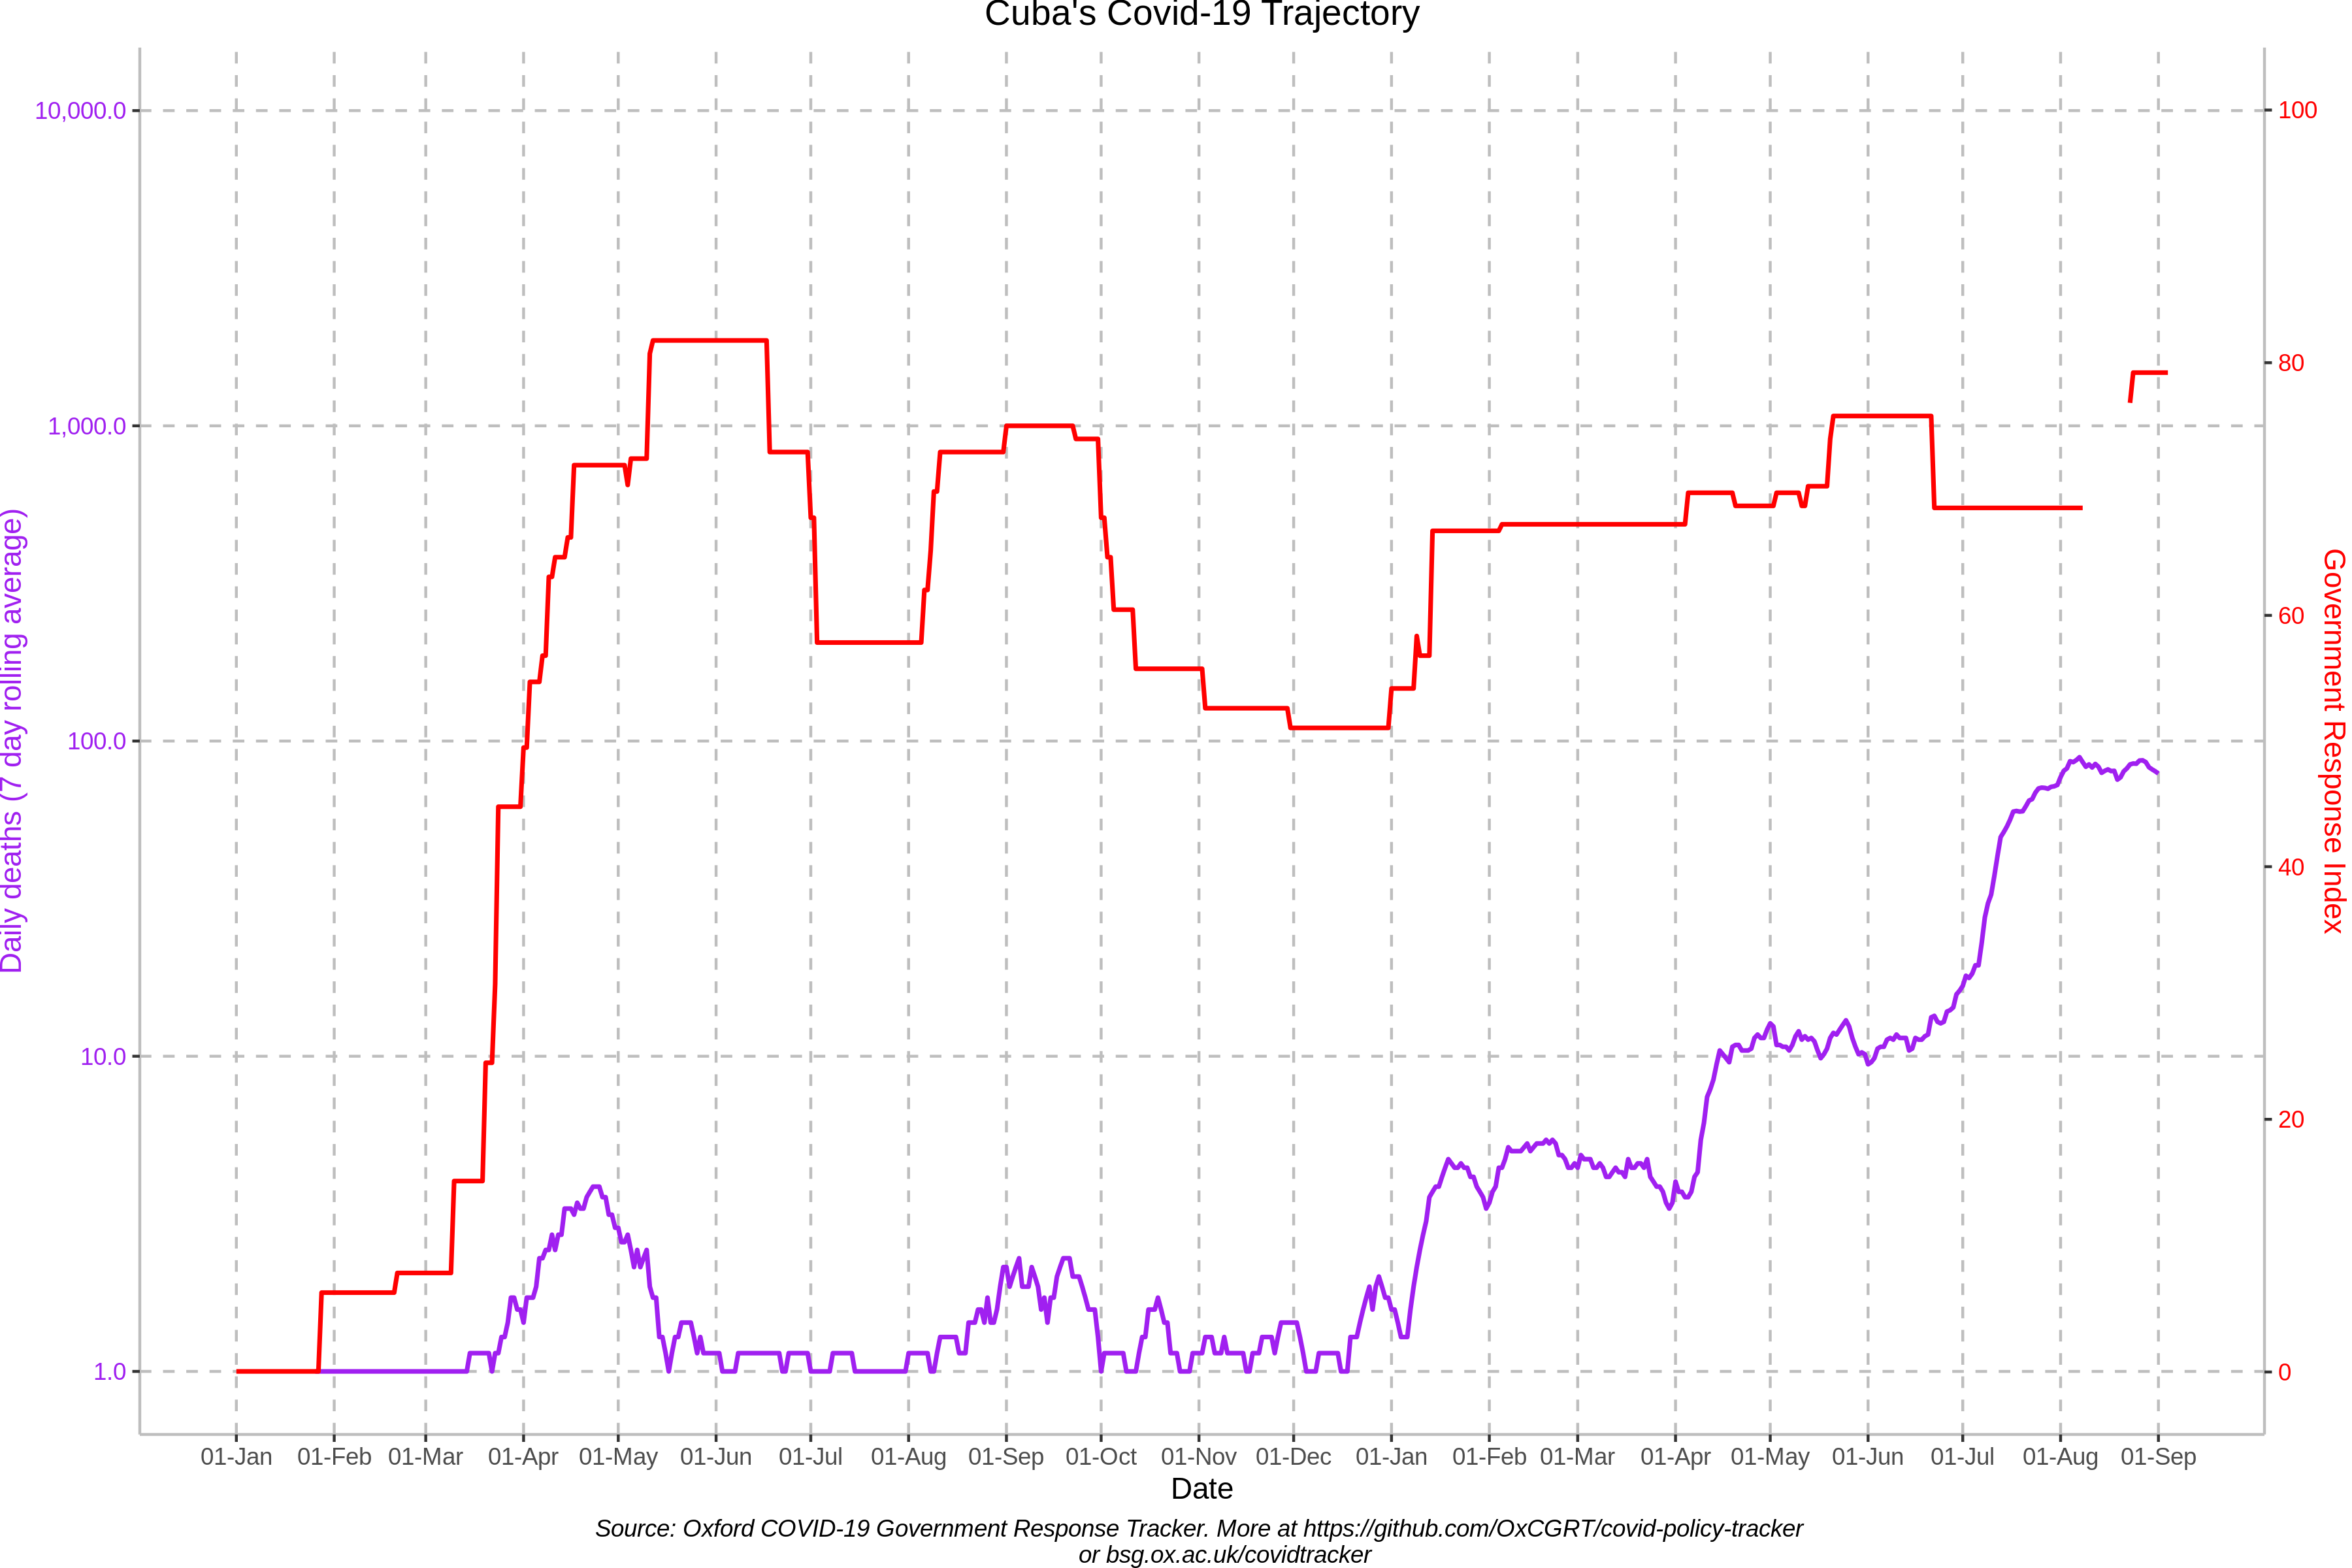 Cuba's Covid-19 Trajectory
10,000.0
1,000.0
100.0
10.0
1.0
Daily deaths (7 day rolling average)
100
80
60
40
20
0
Government Response Index
01-Jan 01-Feb 01-Mar 01-Apr 01-May 01-Jun 01-Jul 01-Aug 01-Sep 01-Oct 01-Nov 01-Dec 01-Jan 01-Feb 01-Mar 01-Apr 01-May 01-Jun 01-Jul 01-Aug 01-Sep
Date
Source: Oxford COVID-19 Government Response Tracker. More at https://github.com/OxCGRT/covid-policy-tracker
or bsg.ox.ac.uk/covidtracker